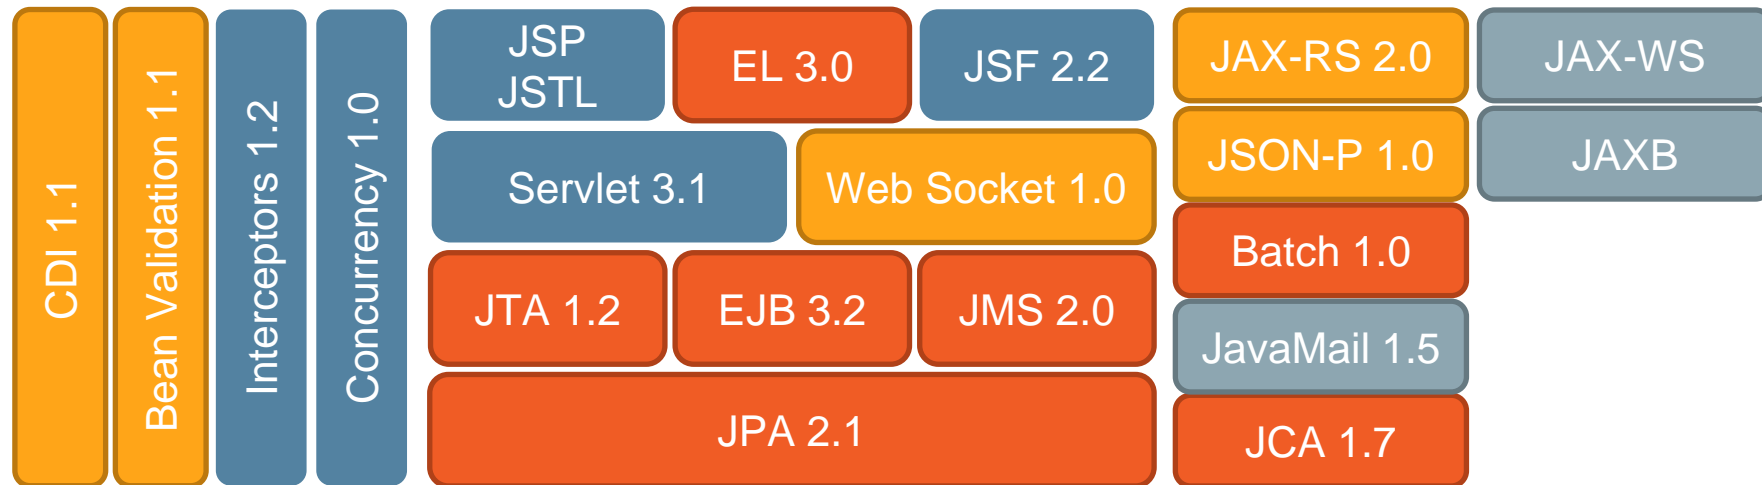 CDI 1.1
Bean Validation 1.1
Interceptors 1.2
Concurrency 1.0
JSP
JSTL
EL 3.0
JSF 2.2
Servlet 3.1
Web Socket 1.0
JTA 1.2
EJB 3.2
JMS 2.0
JPA 2.1
JAX-RS 2.0
JSON-P 1.0
Batch 1.0
JavaMail 1.5
JCA 1.7
JAX-WS
JAXB